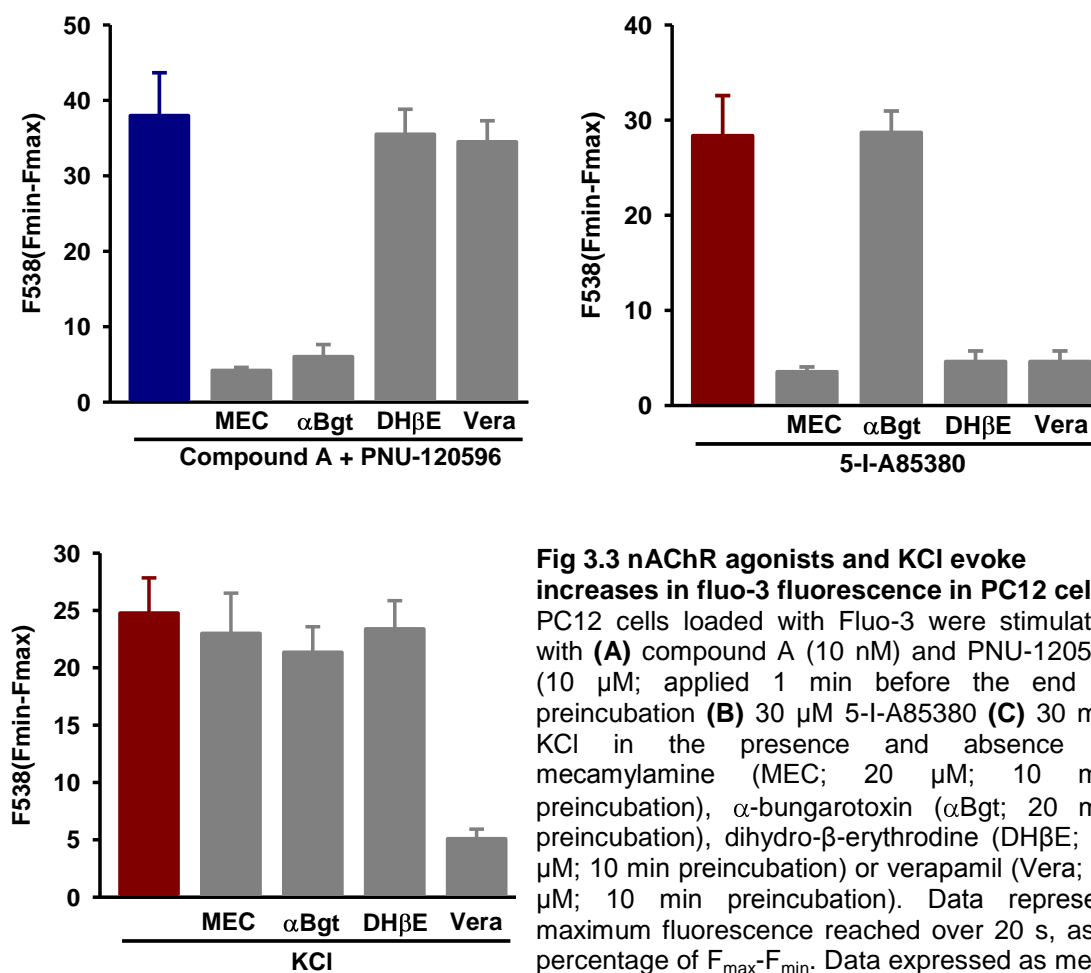 50
40
30
20
10
0
F538(Fmin-Fmax)
MEC αBgt DHβE Vera
Compound A + PNU-120596
40
30
20
10
0
F538(Fmin-Fmax)
MEC αBgt DHβE Vera
5-I-A85380
30
25
20
15
10
5
0
F538(Fmin-Fmax)
MEC αBgt DHβE Vera
KCl
Fig 3.3 nAChR agonists and KCl evoke
increases in fluo-3 fluorescence in PC12 cel
PC12 cells loaded with Fluo-3 were stimulat
with (A) compound A (10 nM) and PNU-1205
(10 µM; applied 1 min before the end
preincubation (B) 30 µM 5-I-A85380 (C) 30 m
KCl in the presence and absence
mecamylamine (MEC; 20 µM; 10 m
preincubation), α-bungarotoxin (αBgt; 20 m
preincubation), dihydro-β-erythrodine (DHβE;
µM; 10 min preincubation) or verapamil (Vera;
µM; 10 min preincubation). Data represe
maximum fluorescence reached over 20 s, as
percentage of Fmax-Fmin. Data expressed as me